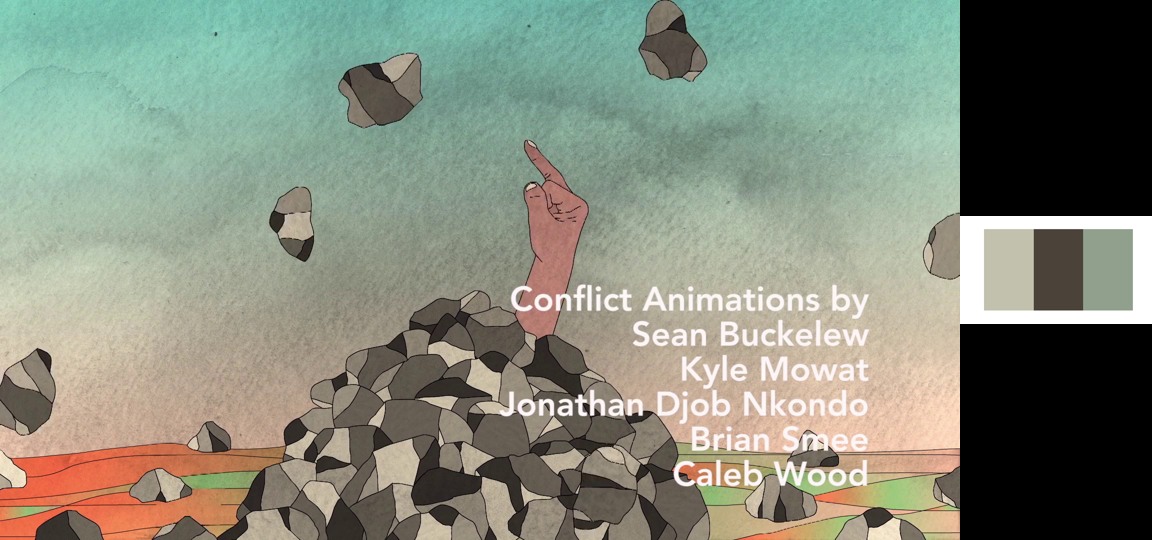 Conflict Animations by
Sean Buckelew
Kyle Mowat
Jonathan Djob Nkondo
Brian Smee
Caleb Wood